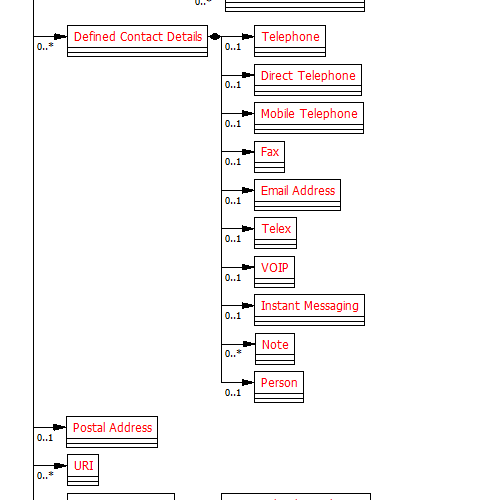 0..*
Defined Contact Details
0..*
Telephone
0..1
Direct Telephone
0..1
Mobile Telephone
0..1
Fax
0..1
Email Address
0..1
Telex
0..1
VOIP
0..1
Instant Messaging
0..1
Note
0..*
Person
0..1
Postal Address
0..1
URI
0..*